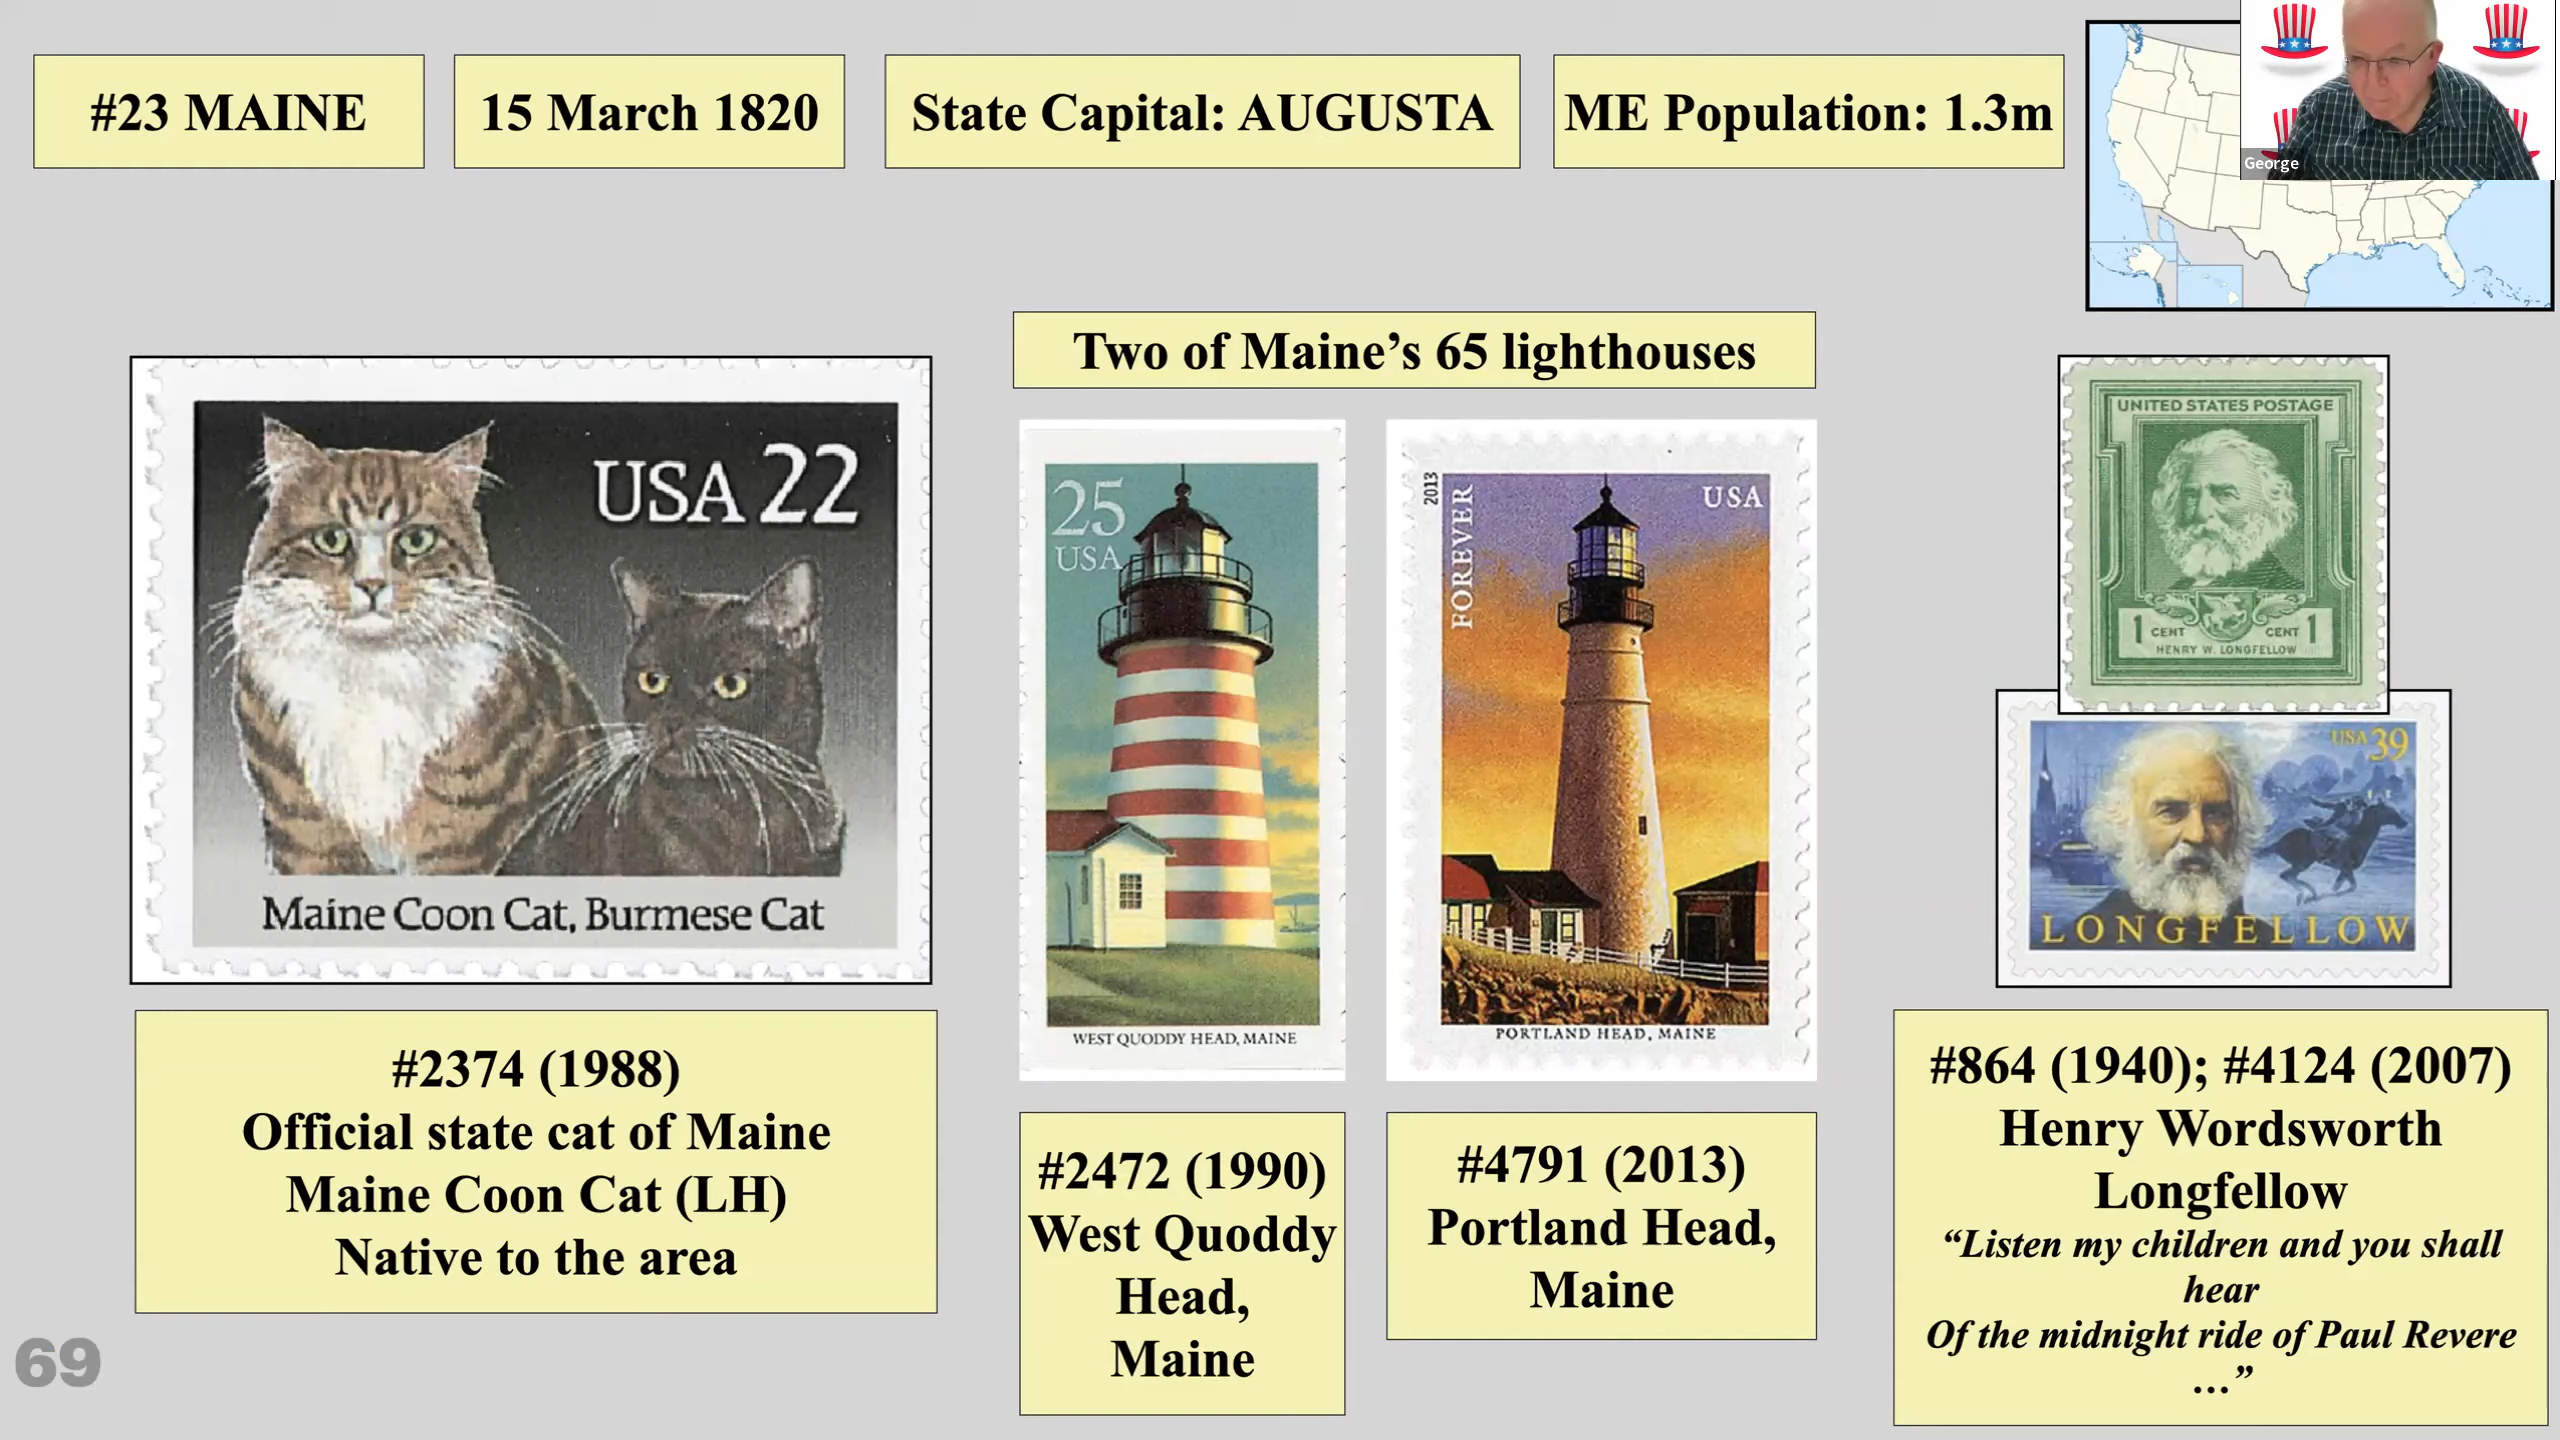 #23 MAINE
15 March 1820
State Capital: AUGUSTA
ME Population: 1.3m
George
Two of Maine’s 65 lighthouses
USA 22
Maine Coon Cat, Burmese Cat
#2374 (1988)
Official state cat of Maine
Maine Coon Cat (LH)
Native to the area
25
USA
WEST QUODDY HEAD, MAINE
#2472 (1990)
West Quoddy
Head,
Maine
2013
FOREVER
USA
PORTLAND HEAD, MAINE
#4791 (2013)
Portland Head,
Maine
UNITED STATES POSTAGE
1 CENT CENT 1
HENRY W. LONGFELLOW
USA 39
LONGFELLOW
#864 (1940); #4124 (2007)
Henry Wordsworth
Longfellow
“Listen my children and you shall
hear
Of the midnight ride of Paul Revere
…”
69